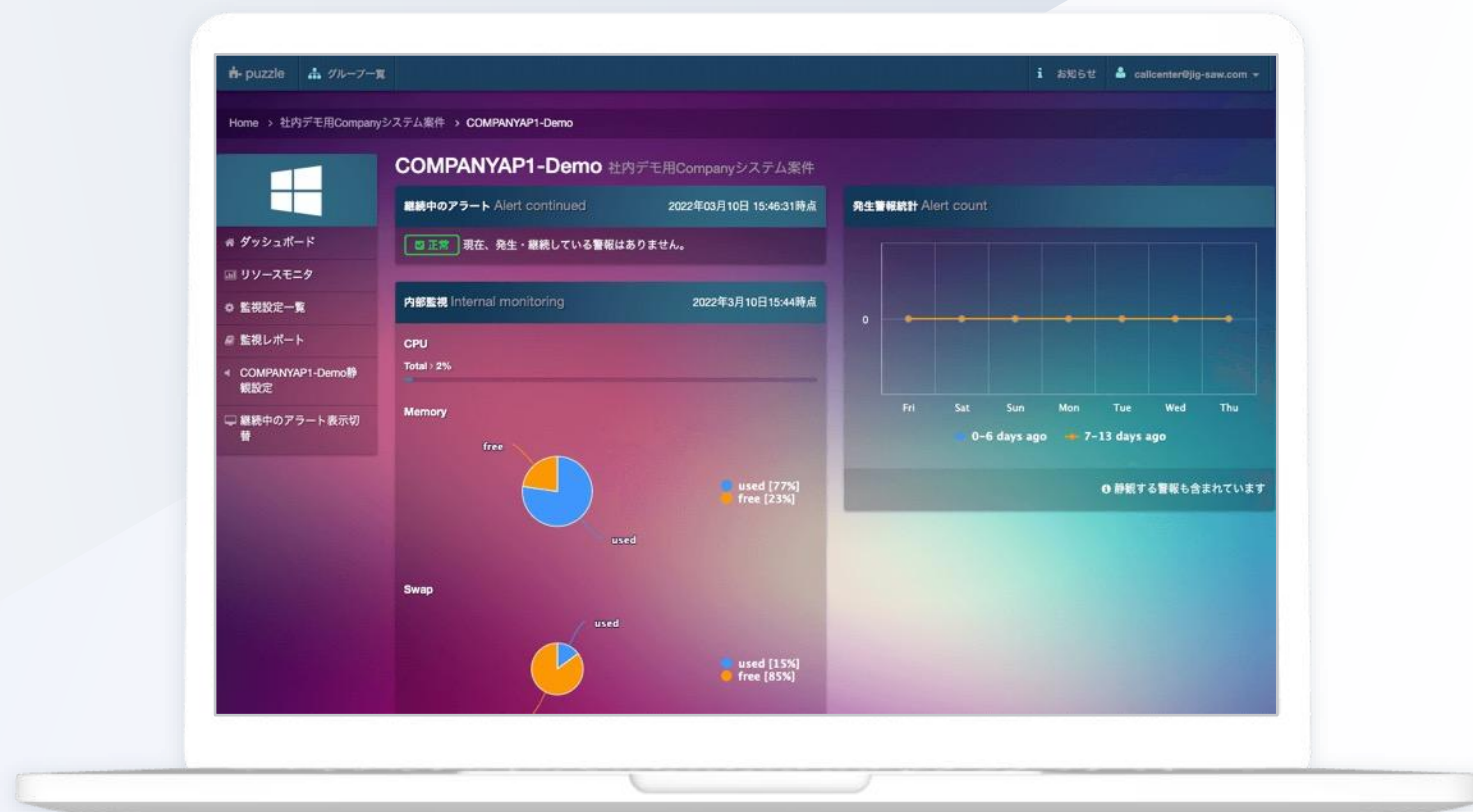 puzzle グループ一覧 お知らせ callcenter@jig-saw.com
Home > 社内デモ用Companyシステム案件 > COMPANYAP1-Demo
ダッシュボード
リソースモニタ
監視設定一覧
監視レポート
COMPANYAP1-Demo静
観設定
継続中のアラート表示切
替
COMPANYAP1-Demo 社内デモ用Companyシステム案件
継続中のアラート Alert continued 2022年03月10日 15:46:31時点
正常 現在、発生・継続している警報はありません。
内部監視 Internal monitoring 2022年3月10日15:44時点
CPU
Total : 2%
Memory
free
used
used [77%]
free [23%]
Swap
used
used [15%]
free [85%]
発生警報統計 Alert count
0
Fri Sat Sun Mon Tue Wed Thu
0-6 days ago 7-13 days ago
静観する警報も含まれています